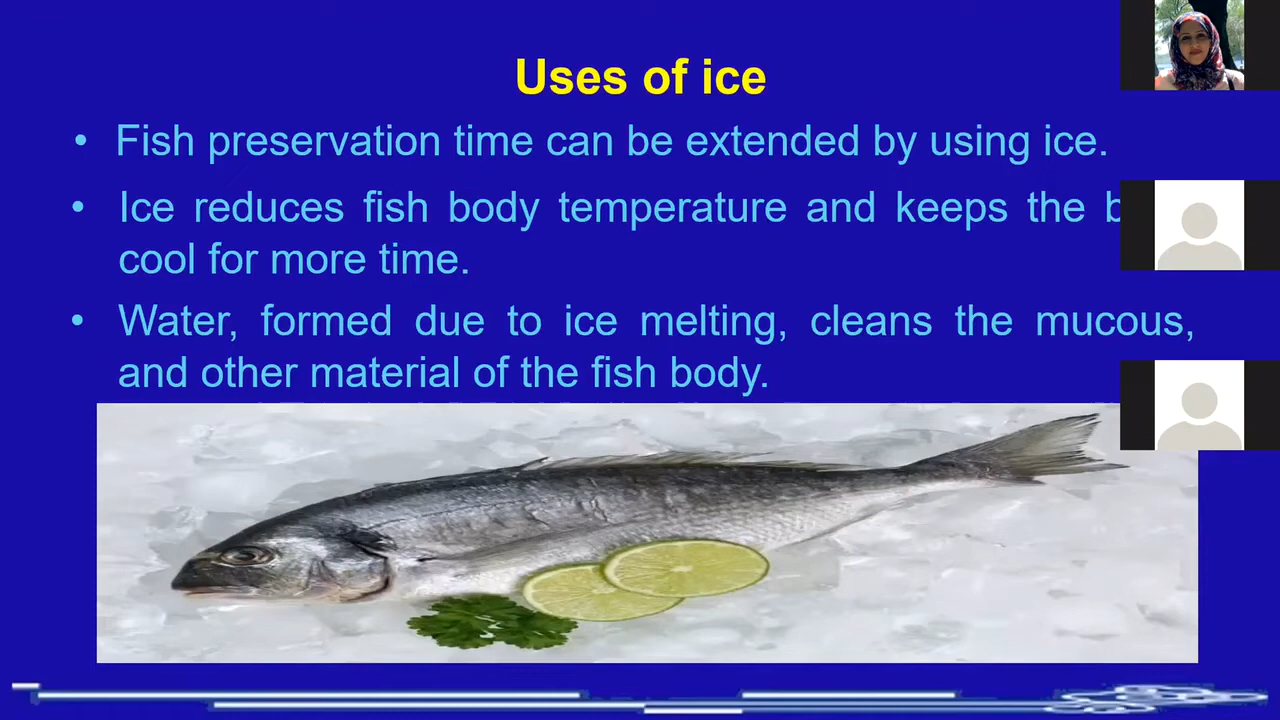 Uses of ice
• Fish preservation time can be extended by using ice.
• Ice reduces fish body temperature and keeps the
cool for more time.
• Water, formed due to ice melting, cleans the mucous,
and other material of the fish body.